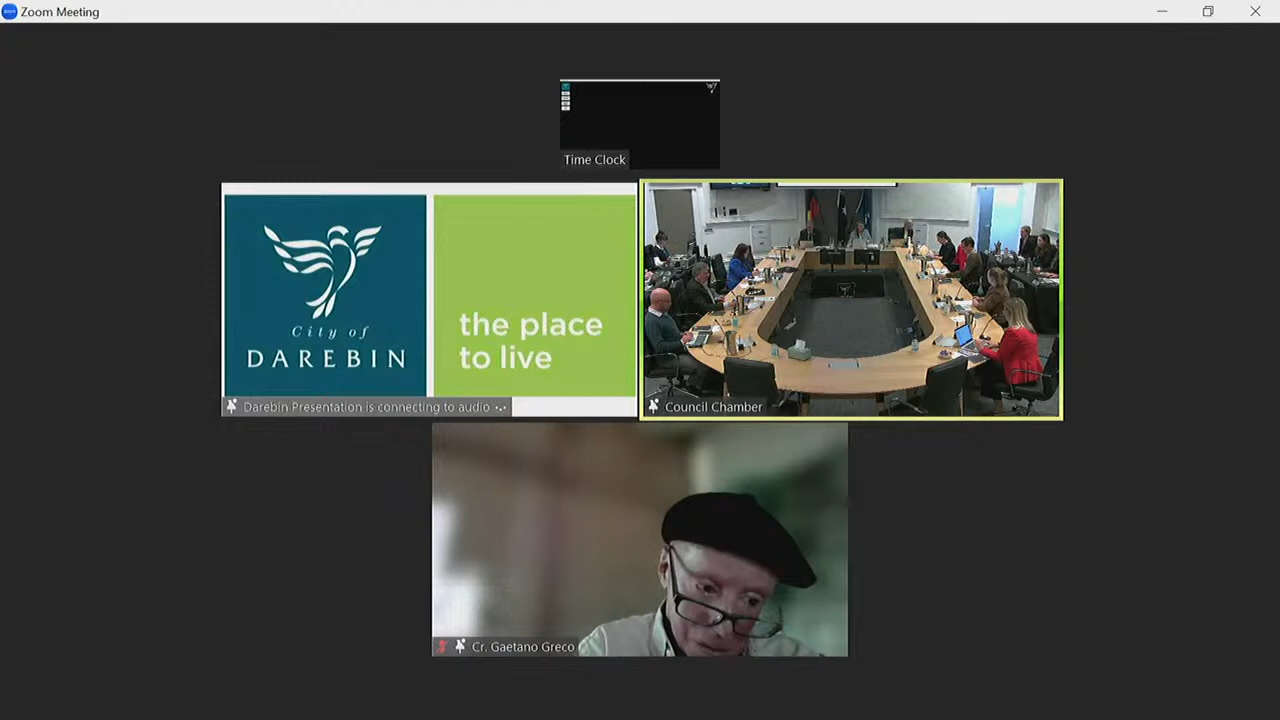 Zoom Meeting
Time Clock
City of
DAREBIN
the place
to live
Darebin Presentation is connecting to audio
Council Chamber
Cr. Gaetano Greco